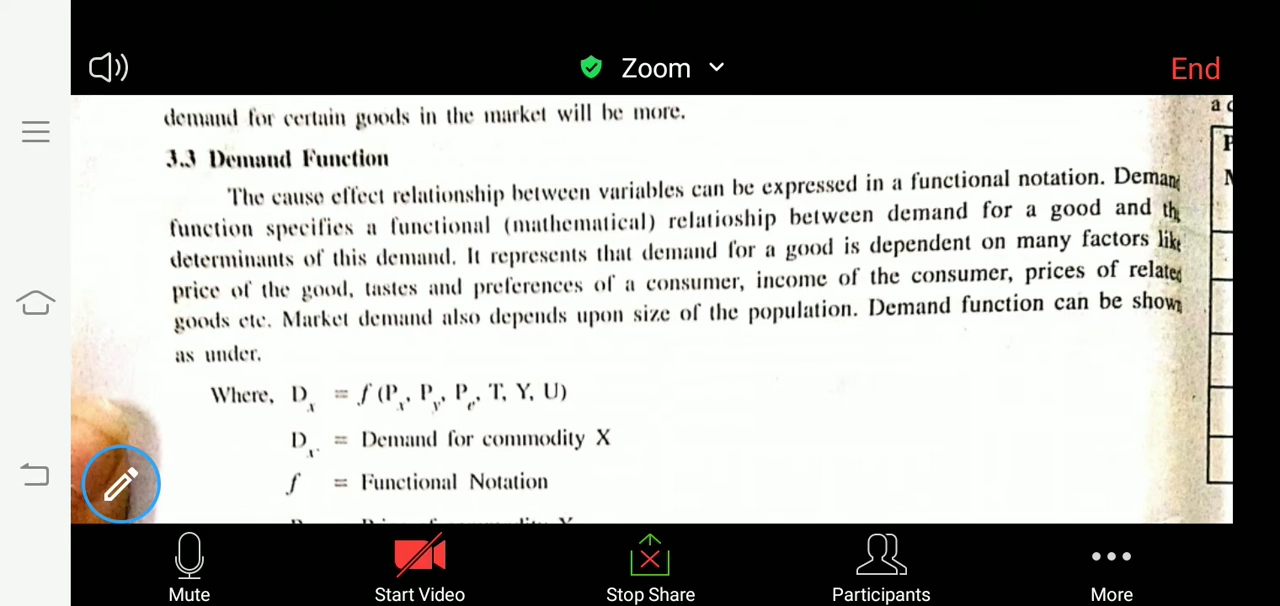 Zoom
End
demand for certain goods in the market will be more.
a
3.3 Demand Function
The cause effect relationship between variables can be expressed in a functional notation. Demand
function specifies a functional (mathematical) relatioship between demand for a good and the
determinants of this demand. It represents that demand for a good is dependent on many factors like
price of the good, tastes and preferences of a consumer, income of the consumer, prices of related
goods etc. Market demand also depends upon size of the population. Demand function can be shown
as under.
Where, Dx = f (Px, Py, Pe, T, Y, U)
Dx = Demand for commodity X
f = Functional Notation
Mute
Start Video
Stop Share
Participants
More